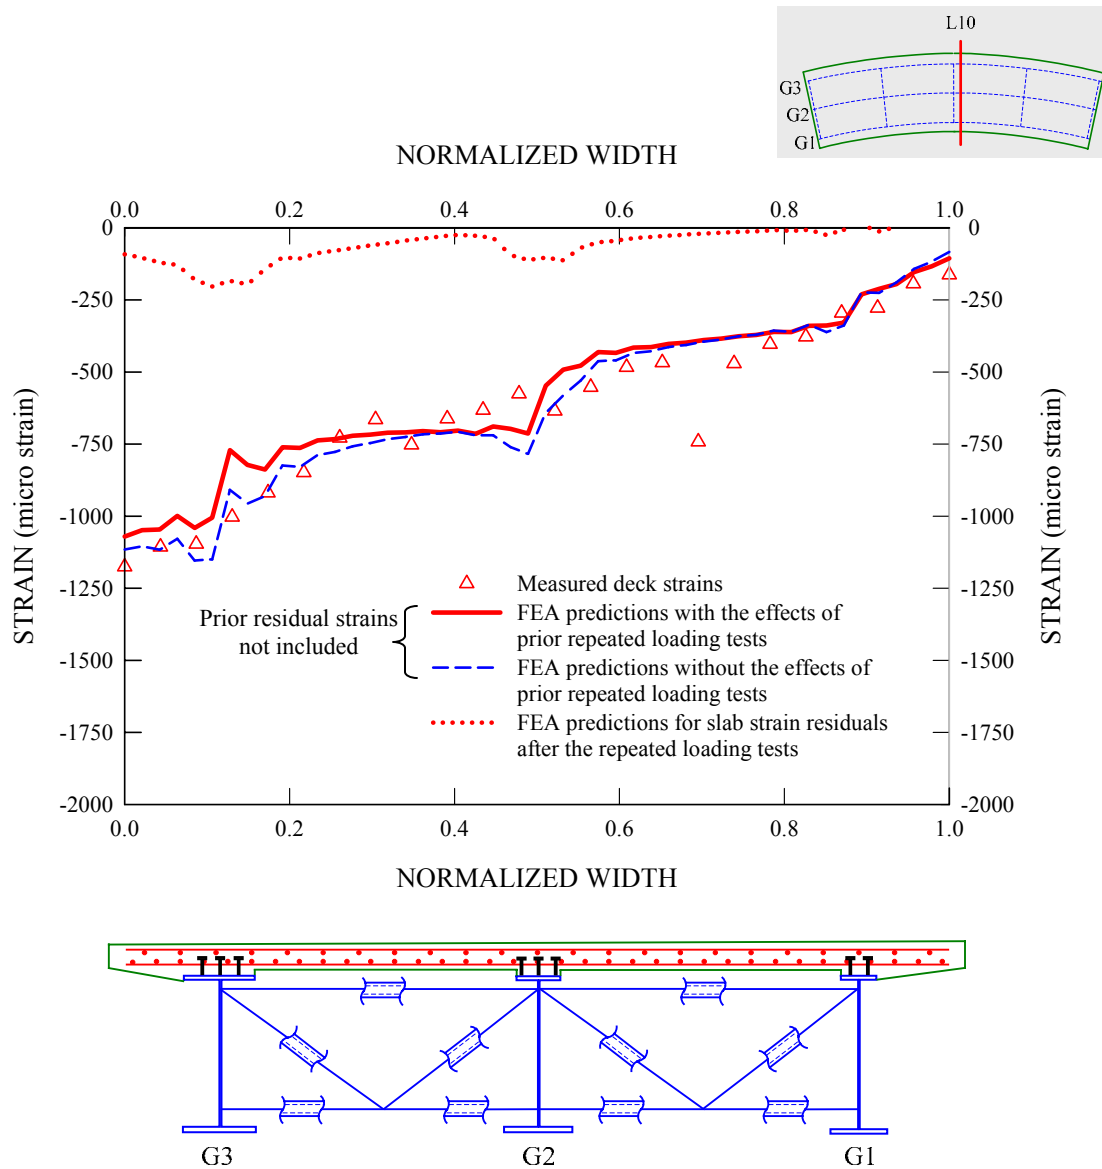 L10
G3
G2
G1
NORMALIZED WIDTH
0.0 0.2 0.4 0.6 0.8 1.0
0 0
-250 -250
-500 -500
-750 -750
-1000 -1000
-1250 -1250
-1500 -1500
-1750 -1750
-2000 -2000
STRAIN (micro strain)
STRAIN (micro strain)
Measured deck strains
Prior residual strains
not included
FEA predictions with the effects of
prior repeated loading tests
FEA predictions without the effects of
prior repeated loading tests
FEA predictions for slab strain residuals
after the repeated loading tests
0.0 0.2 0.4 0.6 0.8 1.0
NORMALIZED WIDTH
G3 G2 G1